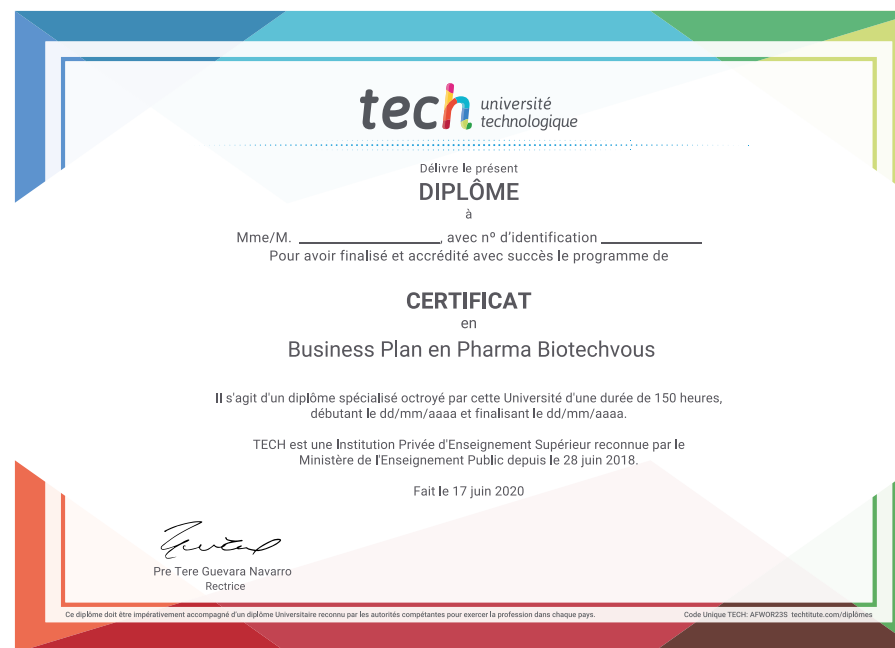 tech université
technologique
Délivre le présent
DIPLÔME
à
Mme/M. ____________________, avec nº d'identification ______________
Pour avoir finalisé et accrédité avec succès le programme de
CERTIFICAT
en
Business Plan en Pharma Biotechvous
Il s'agit d'un diplôme spécialisé octroyé par cette Université d'une durée de 150 heures,
débutant le dd/mm/aaaa et finalisant le dd/mm/aaaa.
TECH est une Institution Privée d'Enseignement Supérieur reconnue par le
Ministère de l'Enseignement Public depuis le 28 juin 2018.
Fait le 17 juin 2020
Pre Tere Guevara Navarro
Rectrice
Ce diplôme doit être impérativement accompagné d'un diplôme Universitaire reconnu par les autorités compétentes pour exercer la profession dans chaque pays.
Code Unique TECH: AFWOR23S techtitute.com/diplômes